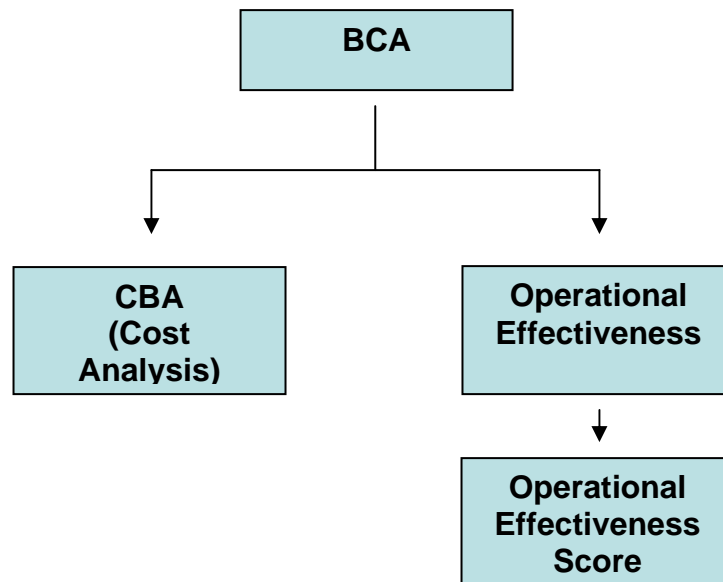 BCA
CBA
(Cost
Analysis)
Operational
Effectiveness
Operational
Effectiveness
Score